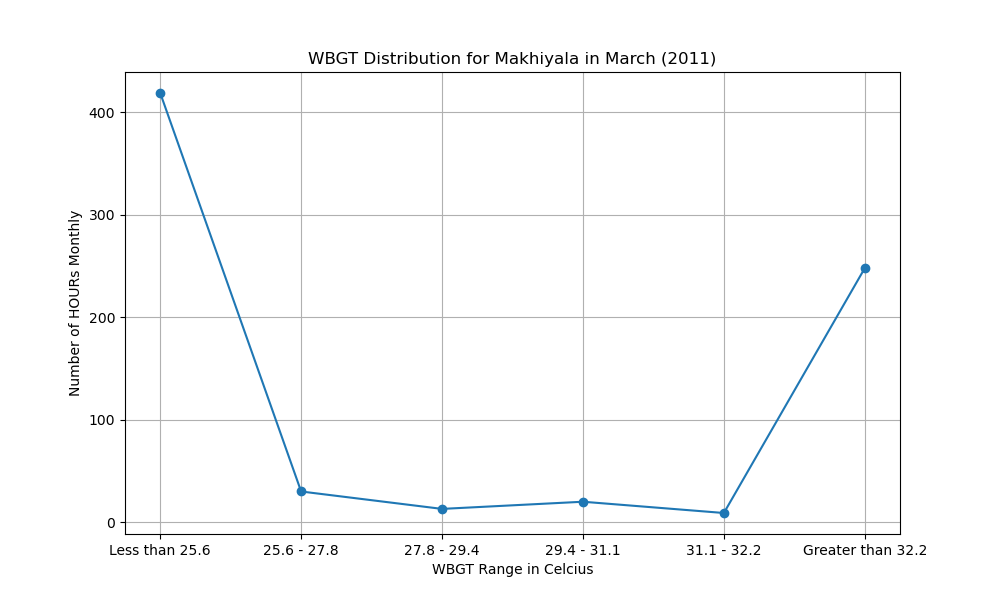 WBGT Distribution for Makhiyala in March (2011)
Number of HOURs Monthly
400
300
200
100
0
Less than 25.6
25.6 - 27.8
27.8 - 29.4
29.4 - 31.1
31.1 - 32.2
Greater than 32.2
WBGT Range in Celcius